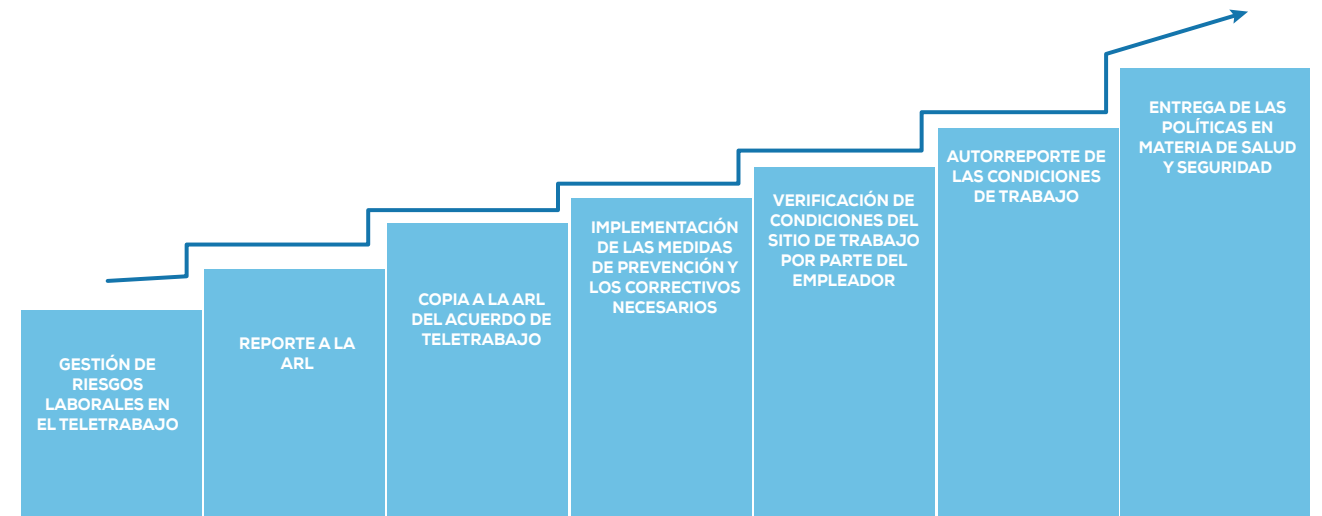 GESTIÓN DE
RIESGOS
LABORALES EN
EL TELETRABAJO
REPORTE A LA
ARL
COPIA A LA ARL
DEL ACUERDO DE
TELETRABAJO
IMPLEMENTACIÓN
DE LAS MEDIDAS
DE PREVENCIÓN Y
LOS CORRECTIVOS
NECESARIOS
VERIFICACIÓN DE
CONDICIONES DEL
SITIO DE TRABAJO
POR PARTE DEL
EMPLEADOR
AUTORREPORTE DE
LAS CONDICIONES
DE TRABAJO
ENTREGA DE LAS
POLÍTICAS EN
MATERIA DE SALUD
Y SEGURIDAD